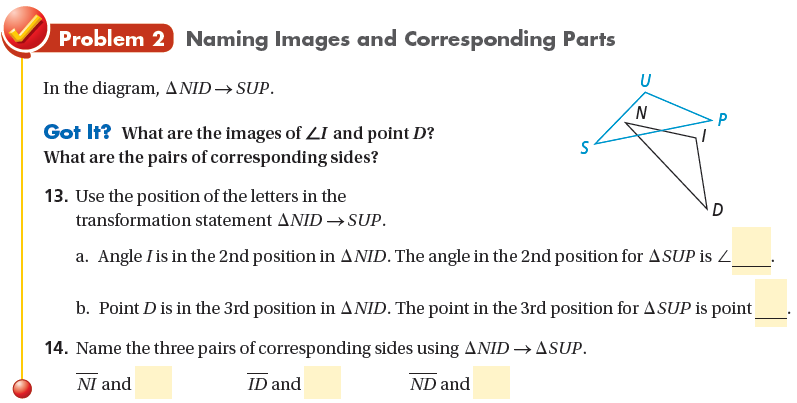 Problem 2 Naming Images and Corresponding Parts
In the diagram, △NID → SUP.
Got It? What are the images of ∠I and point D?
What are the pairs of corresponding sides?
U
N
P
I
S
D
13. Use the position of the letters in the
transformation statement △NID → SUP.
a. Angle I is in the 2nd position in △NID. The angle in the 2nd position for △SUP is ∠____.
b. Point D is in the 3rd position in △NID. The point in the 3rd position for △SUP is point ____.
14. Name the three pairs of corresponding sides using △NID → △SUP.
N̅I̅ and I̅D̅ and N̅D̅ and